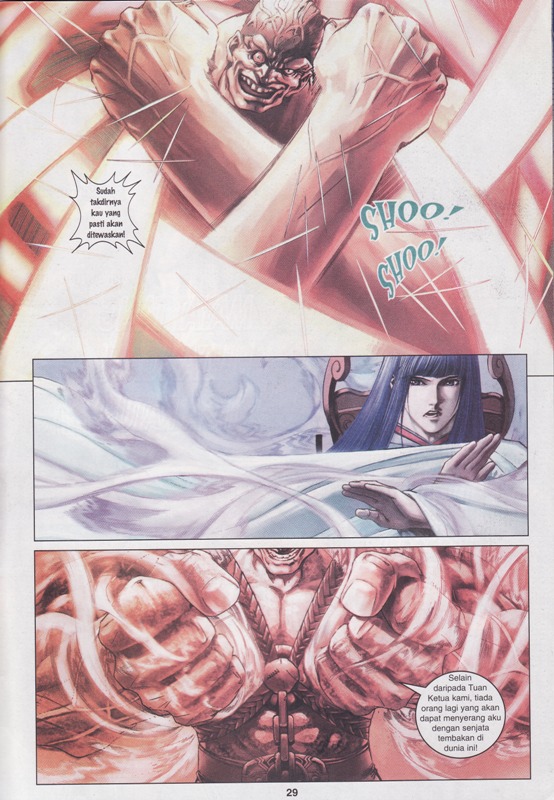 Sudah
takdirnya
kau yang
pasti akan
ditewaskan!
SHOO!
SHOO!
Selain
daripada Tuan
Ketua kami, tiada
orang lagi yang akan
dapat menyerang aku
dengan senjata
tembakan di
dunia ini!
29